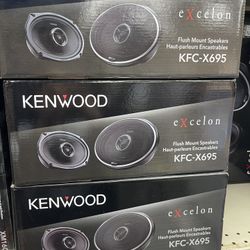 excelon
Flush Mount Speakers
Haut-parleurs Encastrables
KFC-X695
KENWOOD
excelon
Flush Mount Speakers
Haut-parleurs Encastrables
KFC-X695
KENWOOD
excelon
Flush Mount Speakers
Haut-parleurs Encastrables
KFC-X695